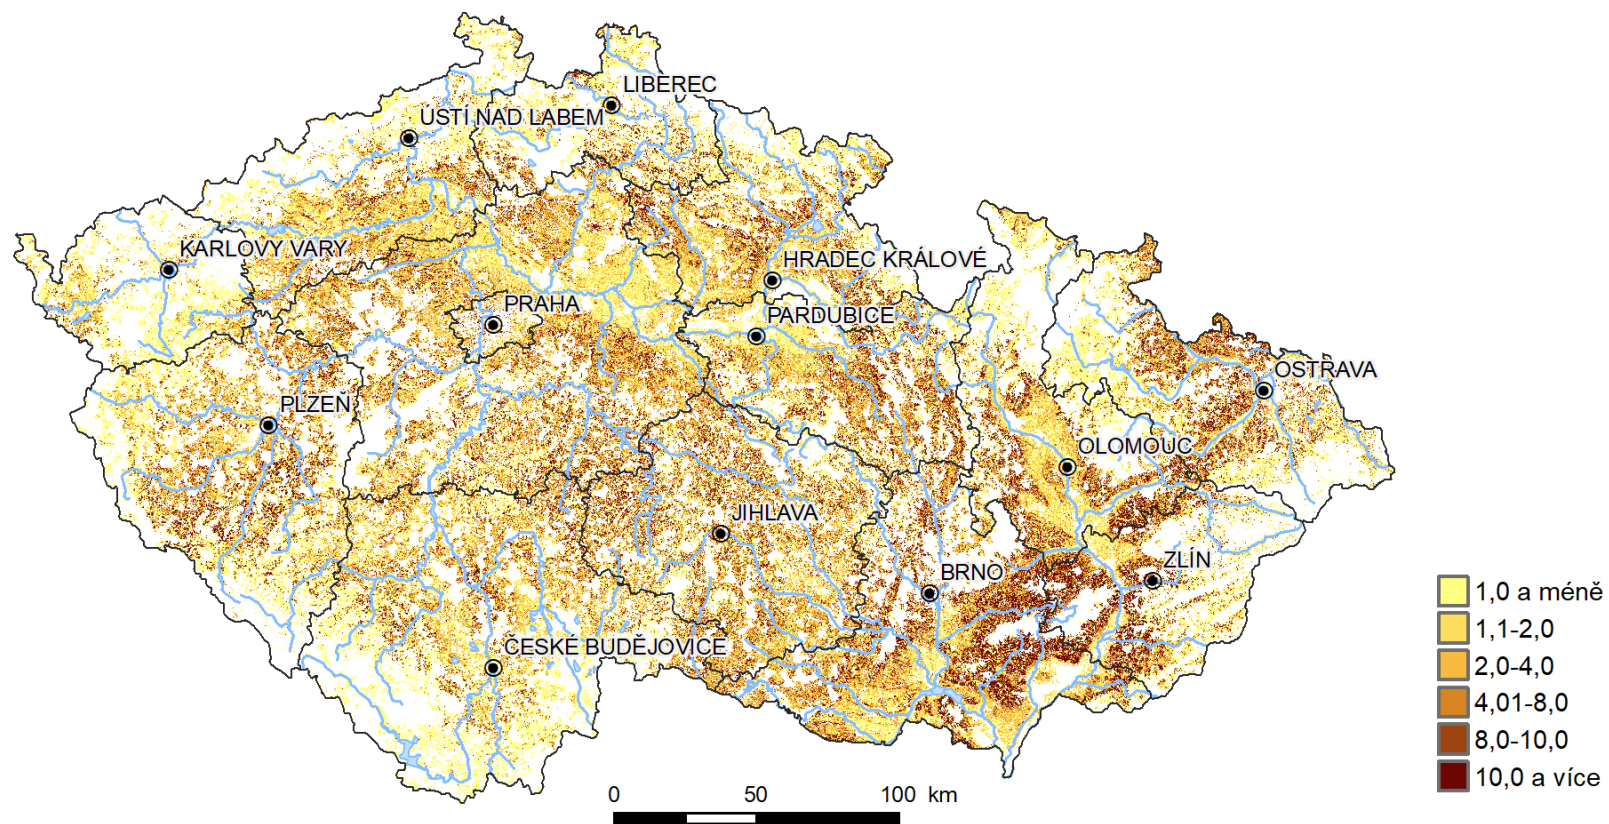 LIBEREC
ÚSTÍ NAD LABEM
KARLOVY VARY
HRADEC KRÁLOVÉ
PRAHA
PARDUBICE
OSTRAVA
PLZEŇ
OLOMOUC
JIHLAVA
ZLÍN
BRNO
ČESKÉ BUDĚJOVICE
1,0 a méně
1,1-2,0
2,0-4,0
4,01-8,0
8,0-10,0
10,0 a více
0 50 100 km